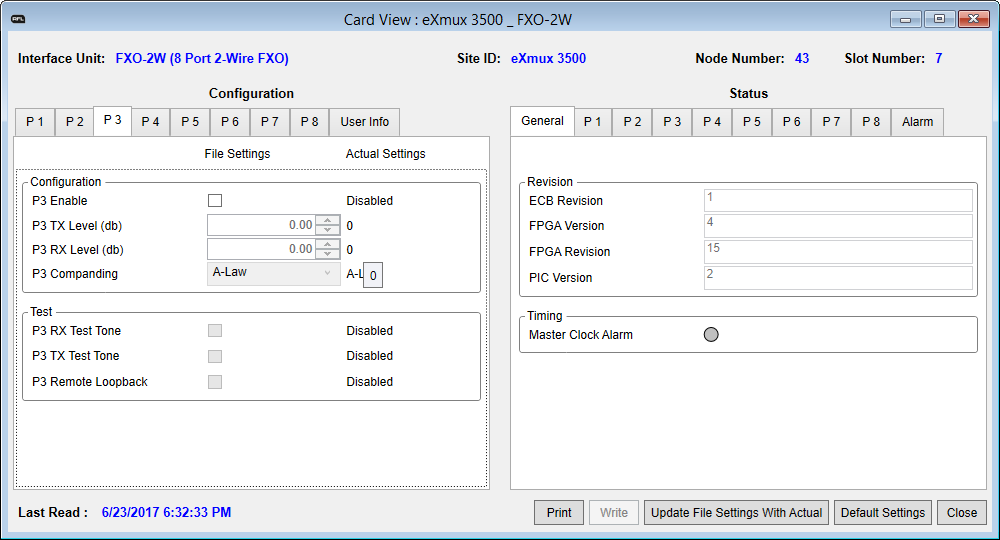 RFL
Card View : eXmux 3500 _ FXO-2W
Interface Unit: FXO-2W (8 Port 2-Wire FXO) Site ID: eXmux 3500 Node Number: 43 Slot Number: 7
Configuration
P 1 P 2 P 3 P 4 P 5 P 6 P 7 P 8 User Info
File Settings Actual Settings
Configuration
P3 Enable Disabled
P3 TX Level (db) 0.00 0
P3 RX Level (db) 0.00 0
P3 Companding A-Law A-L 0
Test
P3 RX Test Tone Disabled
P3 TX Test Tone Disabled
P3 Remote Loopback Disabled
Status
General P 1 P 2 P 3 P 4 P 5 P 6 P 7 P 8 Alarm
Revision
ECB Revision 1
FPGA Version 4
FPGA Revision 15
PIC Version 2
Timing
Master Clock Alarm
Last Read : 6/23/2017 6:32:33 PM
Print Write Update File Settings With Actual Default Settings Close